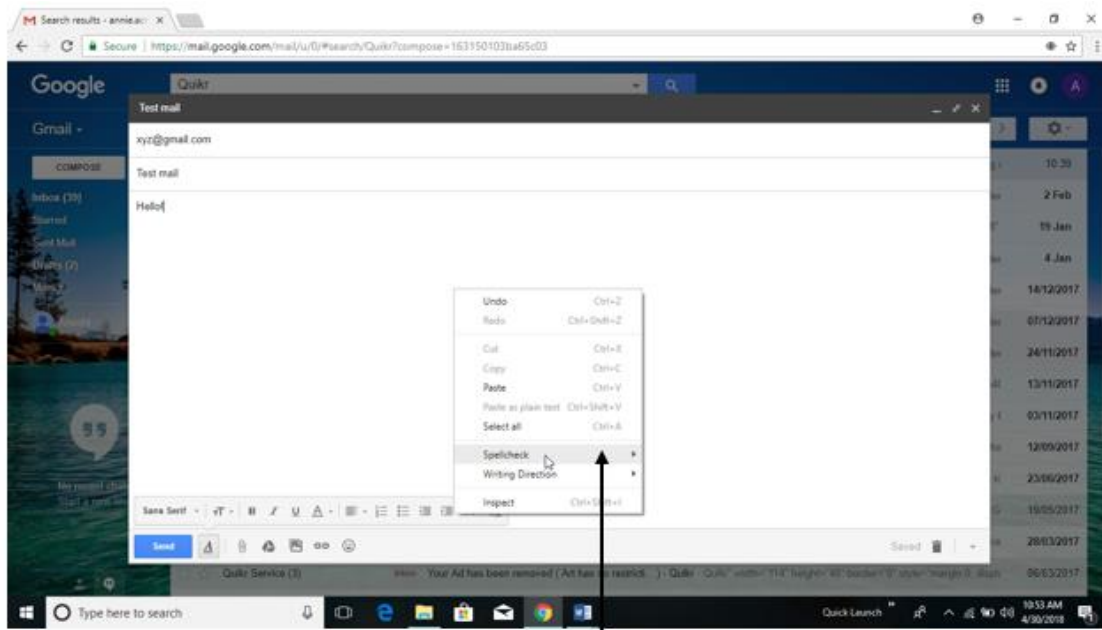 Search results - annie.ac
Secure | https://mail.google.com/mail/u/0/#search/Quikr?compose=163150103ba65c03
Google
Quikr
Test mail
Gmail
xyz@gmail.com
COMPOSE
10:39
Test mail
Inbox (39)
2 Feb
Hello!
Starred
19 Jan
Sent Mail
Drafts (2)
4 Jan
14/12/2017
Undo Ctrl+Z
Redo Ctrl+Shift+Z
07/12/2017
Cut Ctrl+X
24/11/2017
Copy Ctrl+C
Paste Ctrl+V
13/11/2017
Paste as plain text Ctrl+Shift+V
03/11/2017
Select all Ctrl+A
12/09/2017
Spellcheck
Writing Direction
23/06/2017
Inspect
Sans Serif
19/05/2017
Send
Saved
28/03/2017
Quikr Service (3)
Your Ad has been removed
Type here to search
Quick Launch
10:53 AM
4/30/2018